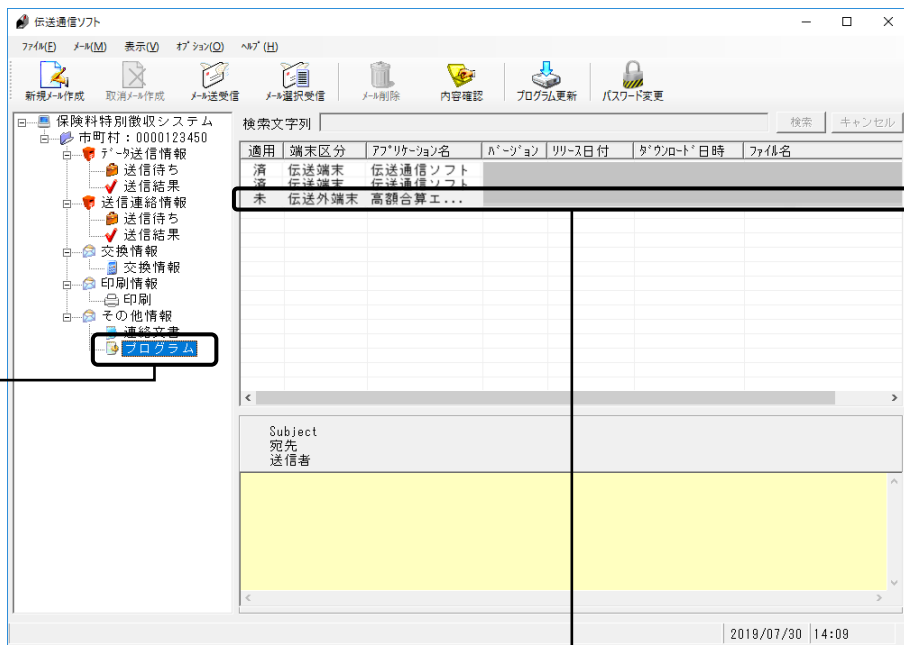 伝送通信ソフト
ﾌｧｲﾙ(F) ﾒｰﾙ(M) 表示(V) ｵﾌﾟｼｮﾝ(O) ﾍﾙﾌﾟ(H)
新規ﾒｰﾙ作成 取消ﾒｰﾙ作成 ﾒｰﾙ送受信 ﾒｰﾙ選択受信 ﾒｰﾙ削除 内容確認 プログラム更新 パスワード変更
検索文字列 検索 キャンセル
保険料特別徴収システム
市町村：0000123450
ﾃﾞｰﾀ送信情報
送信待ち
送信結果
送信連絡情報
送信待ち
送信結果
交換情報
交換情報
印刷情報
印刷
その他情報
連絡文書
プログラム
適用 端末区分 ｱﾌﾟﾘｹｰｼｮﾝ名 ﾊﾞｰｼﾞｮﾝ ﾘﾘｰｽ日付 ﾀﾞｳﾝﾛｰﾄﾞ日時 ﾌｧｲﾙ名
済 伝送端末 伝送通信ソフト
済 伝送端末 伝送通信ソフト
未 伝送外端末 高額合算エ...
Subject
宛先
送信者
2019/07/30 14:09